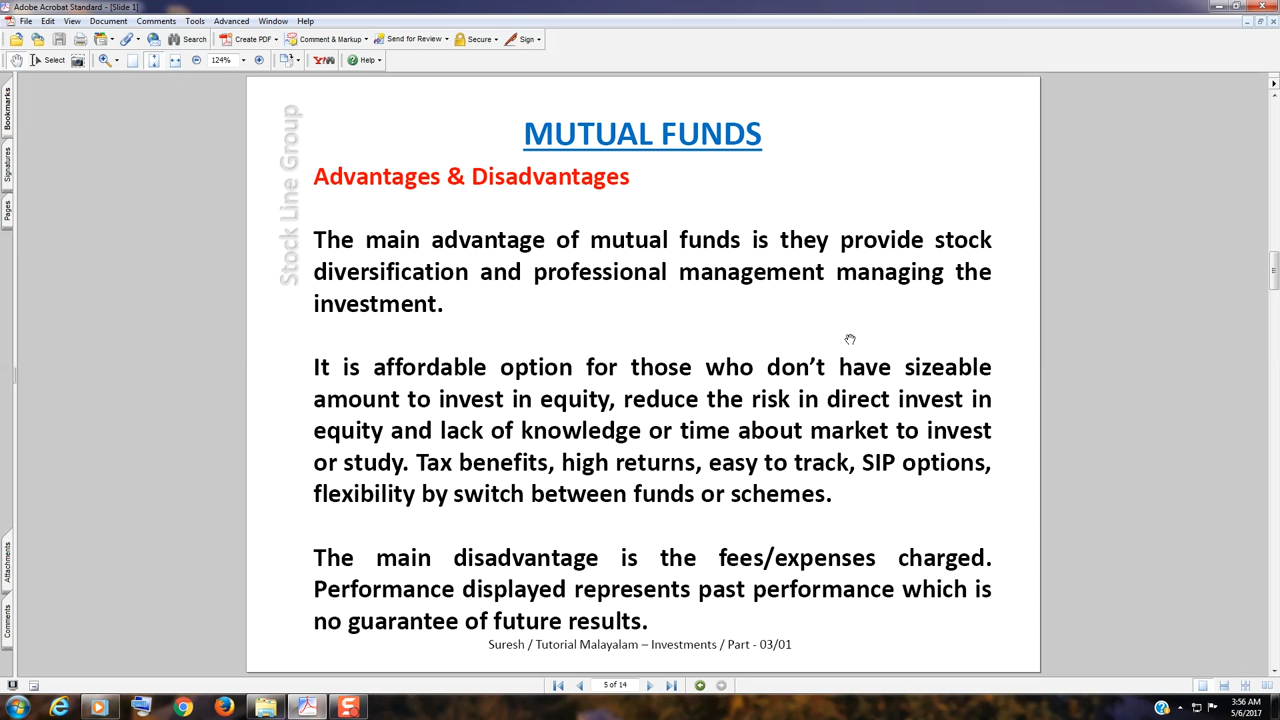 Adobe Acrobat Standard - [Slide 1]
File Edit View Document Comments Tools Advanced Window Help
Search Create PDF Comment & Markup Send for Review Secure Sign
Select 124% Y! Help
Bookmarks
Signatures
Pages
Attachments
Comments
Stock Line Group
MUTUAL FUNDS
Advantages & Disadvantages
The main advantage of mutual funds is they provide stock
diversification and professional management managing the
investment.
It is affordable option for those who don’t have sizeable
amount to invest in equity, reduce the risk in direct invest in
equity and lack of knowledge or time about market to invest
or study. Tax benefits, high returns, easy to track, SIP options,
flexibility by switch between funds or schemes.
The main disadvantage is the fees/expenses charged.
Performance displayed represents past performance which is
no guarantee of future results.
Suresh / Tutorial Malayalam – Investments / Part - 03/01
5 of 14
3:56 AM
5/6/2017